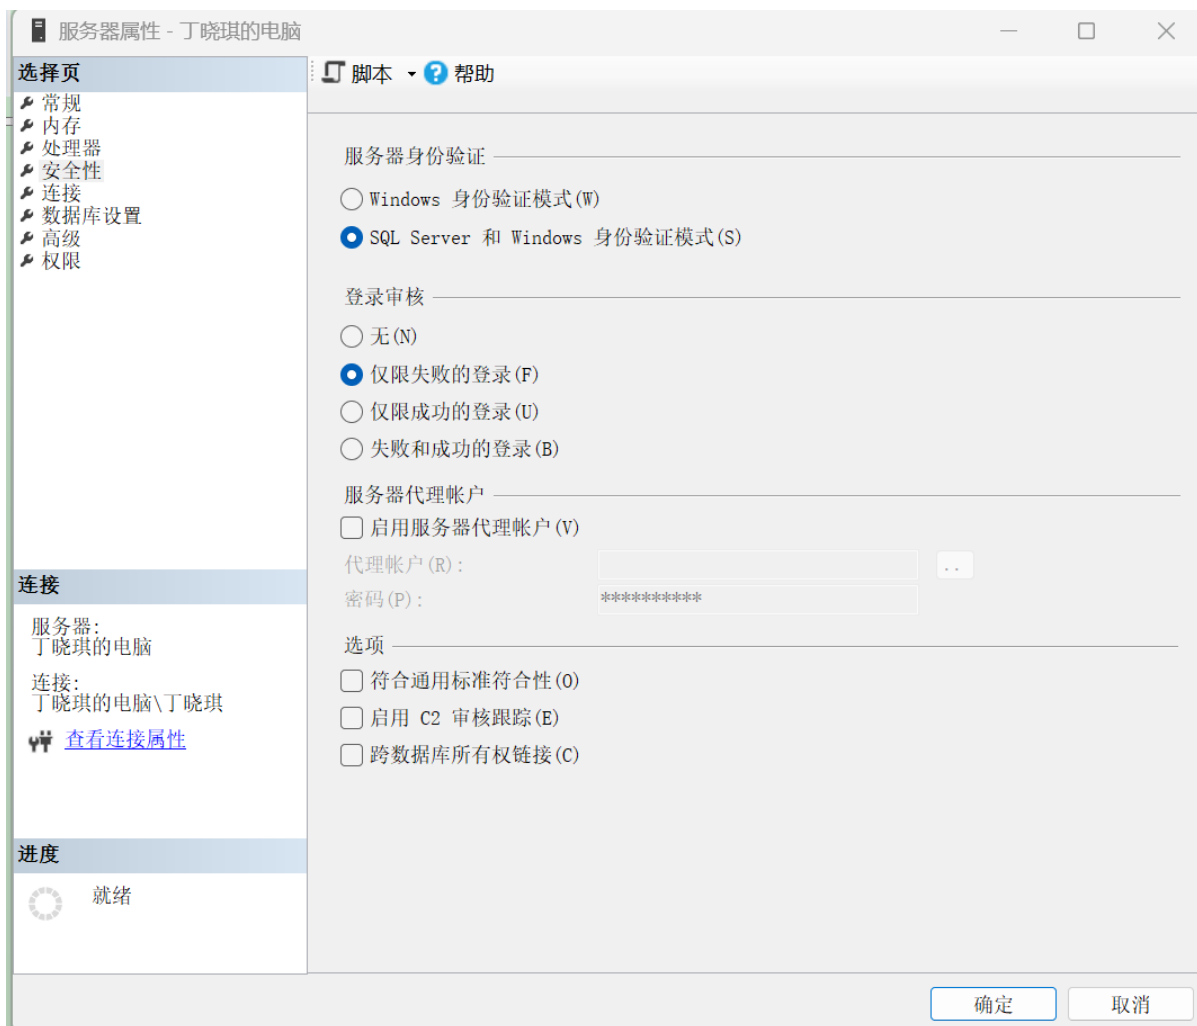 服务器属性 - 丁晓琪的电脑
选择页
常规
内存
处理器
安全性
连接
数据库设置
高级
权限
连接
服务器:
丁晓琪的电脑
连接:
丁晓琪的电脑\丁晓琪
查看连接属性
进度
就绪
脚本 帮助
服务器身份验证
Windows 身份验证模式(W)
SQL Server 和 Windows 身份验证模式(S)
登录审核
无(N)
仅限失败的登录(F)
仅限成功的登录(U)
失败和成功的登录(B)
服务器代理帐户
启用服务器代理帐户(V)
代理帐户(R):
..
密码(P): **********
选项
符合通用标准符合性(O)
启用 C2 审核跟踪(E)
跨数据库所有权链接(C)
确定 取消